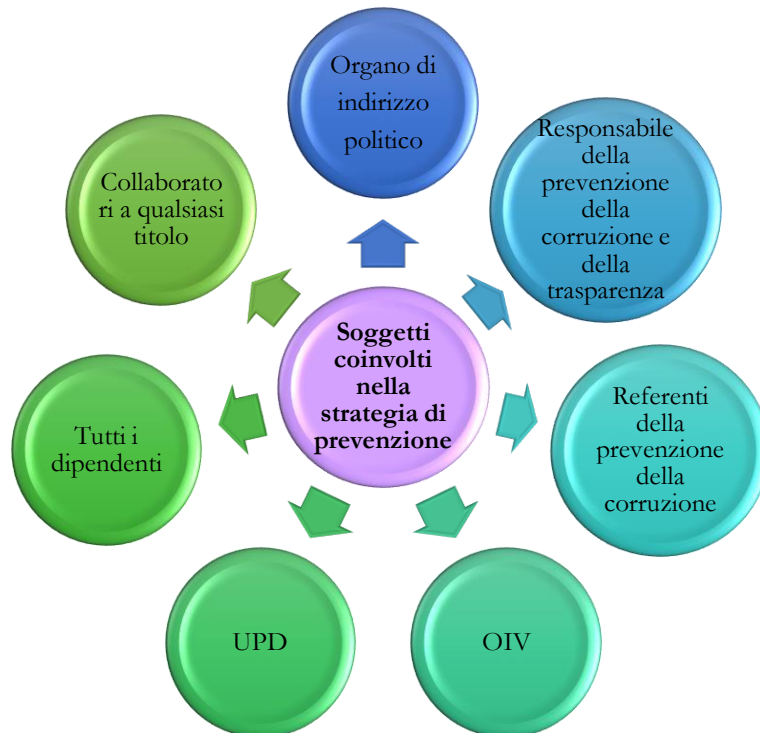 Organo di
indirizzo
politico
Responsabile
della
prevenzione
della
corruzione e
della
trasparenza
Collaborato
ri a qualsiasi
titolo
Soggetti
coinvolti
nella
strategia di
prevenzione
Referenti
della
prevenzione
della
corruzione
Tutti i
dipendenti
UPD
OIV